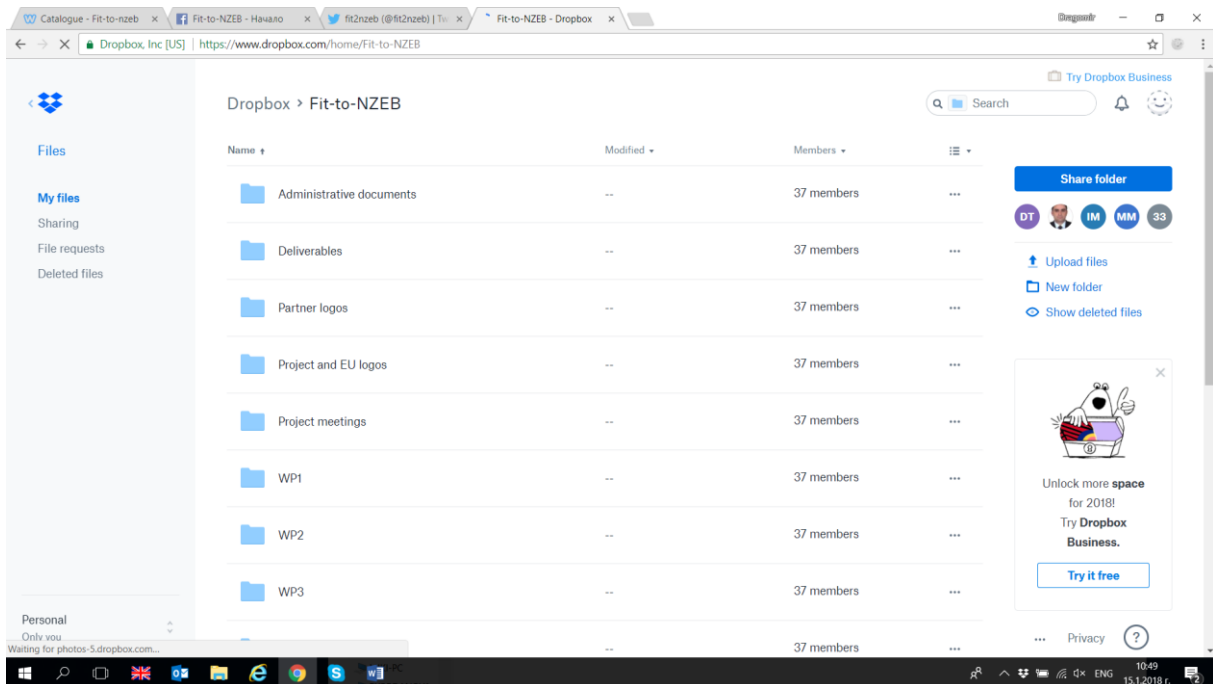 Catalogue - Fit-to-nzeb
Fit-to-NZEB - Начало
fit2nzeb (@fit2nzeb) | Tw
Fit-to-NZEB - Dropbox
Dragomir
Dropbox, Inc [US] https://www.dropbox.com/home/Fit-to-NZEB
Try Dropbox Business
Dropbox > Fit-to-NZEB
Search
Files
Name
Modified
Members
My files
Sharing
File requests
Deleted files
Administrative documents -- 37 members
Deliverables -- 37 members
Partner logos -- 37 members
Project and EU logos -- 37 members
Project meetings -- 37 members
WP1 -- 37 members
WP2 -- 37 members
WP3 -- 37 members
-- 37 members
Share folder
DT IM MM 33
Upload files
New folder
Show deleted files
Unlock more space
for 2018!
Try Dropbox
Business.
Try it free
Personal
Only you
Waiting for photos-5.dropbox.com...
Privacy ?
ENG
10:49
15.1.2018 г.